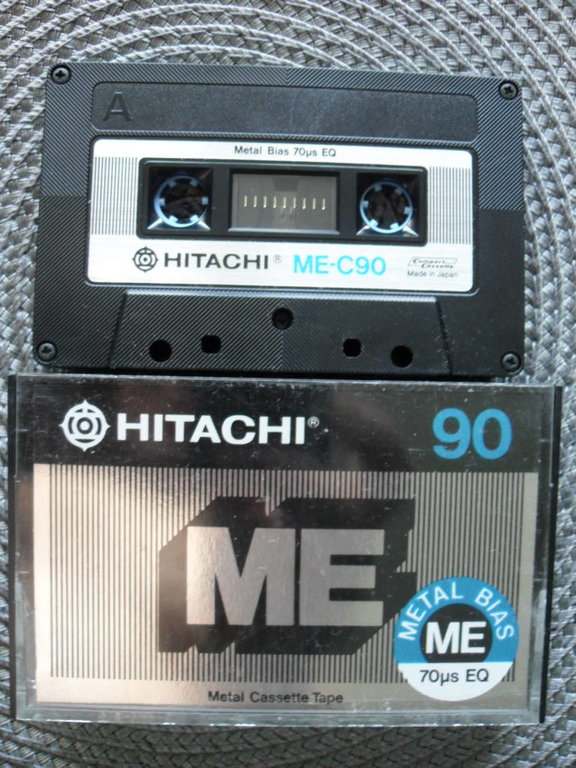 A
Metal Bias 70µs EQ
HITACHI® ME-C90
Compact Cassette
Made in Japan
HITACHI® 90
ME
METAL BIAS
ME
70µs EQ
Metal Cassette Tape